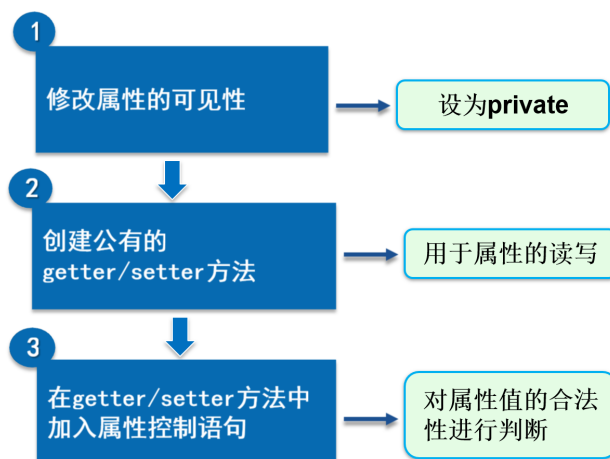 1
修改属性的可见性
设为private
2
创建公有的
getter/setter方法
用于属性的读写
3
在getter/setter方法中
加入属性控制语句
对属性值的合法
性进行判断